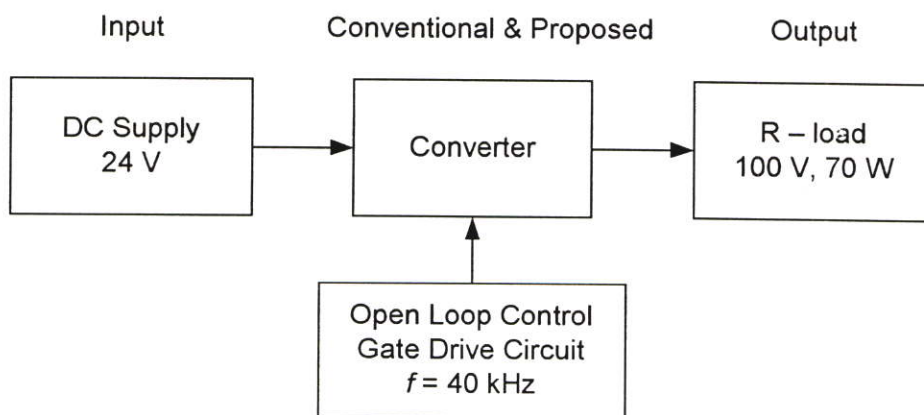 Input
Conventional & Proposed
Output
DC Supply
24 V
Converter
R – load
100 V, 70 W
Open Loop Control
Gate Drive Circuit
f = 40 kHz